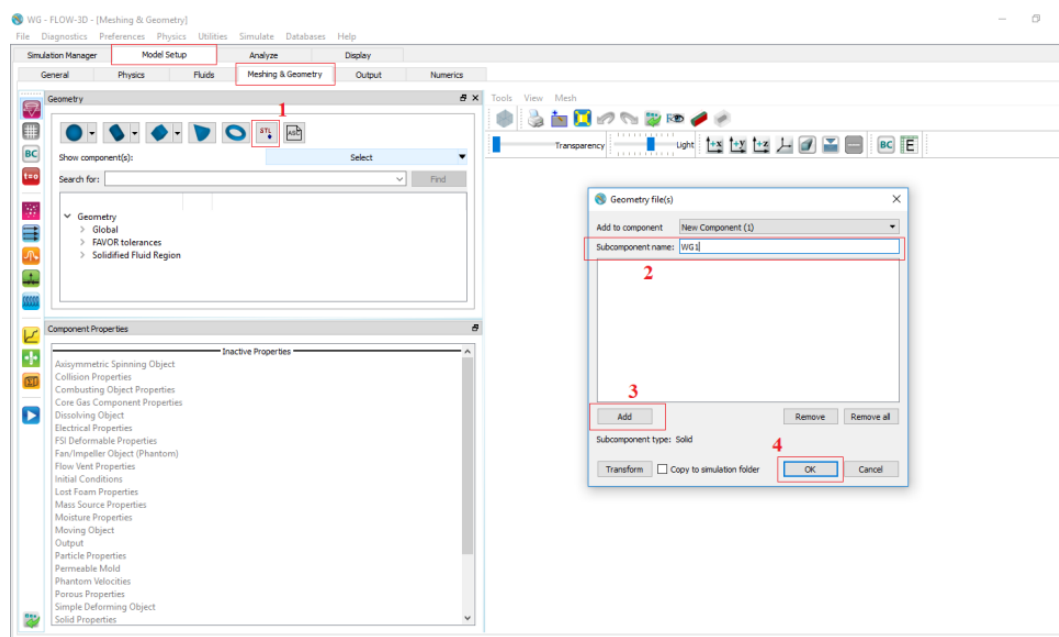 WG - FLOW-3D - [Meshing & Geometry]
File Diagnostics Preferences Physics Utilities Simulate Databases Help
Simulation Manager Model Setup Analyze Display
General Physics Fluids Meshing & Geometry Output Numerics
Geometry
Tools View Mesh
1
STL
ASC
Show component(s): Select
Transparency Light
+x +y +z
BC
E
Search for: Find
BC
t=0
Geometry
Global
FAVOR tolerances
Solidified Fluid Region
Geometry file(s)
Add to component New Component (1)
Subcomponent name: WG1
2
3
Add Remove Remove all
Subcomponent type: Solid
4
Transform Copy to simulation folder OK Cancel
Component Properties
Inactive Properties
Axisymmetric Spinning Object
Collision Properties
Combusting Object Properties
Core Gas Component Properties
Dissolving Object
Electrical Properties
FSI Deformable Properties
Fan/Impeller Object (Phantom)
Flow Vent Properties
Initial Conditions
Lost Foam Properties
Mass Source Properties
Moisture Properties
Moving Object
Output
Particle Properties
Permeable Mold
Phantom Velocities
Porous Properties
Simple Deforming Object
Solid Properties